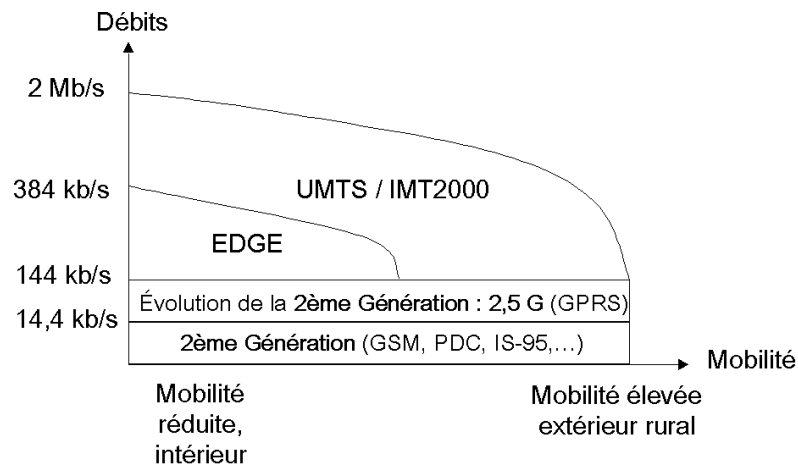 Débits
2 Mb/s
384 kb/s
UMTS / IMT2000
EDGE
144 kb/s
Évolution de la 2ème Génération : 2,5 G (GPRS)
14,4 kb/s
2ème Génération (GSM, PDC, IS-95,...)
Mobilité
Mobilité
réduite,
intérieur
Mobilité élevée
extérieur rural